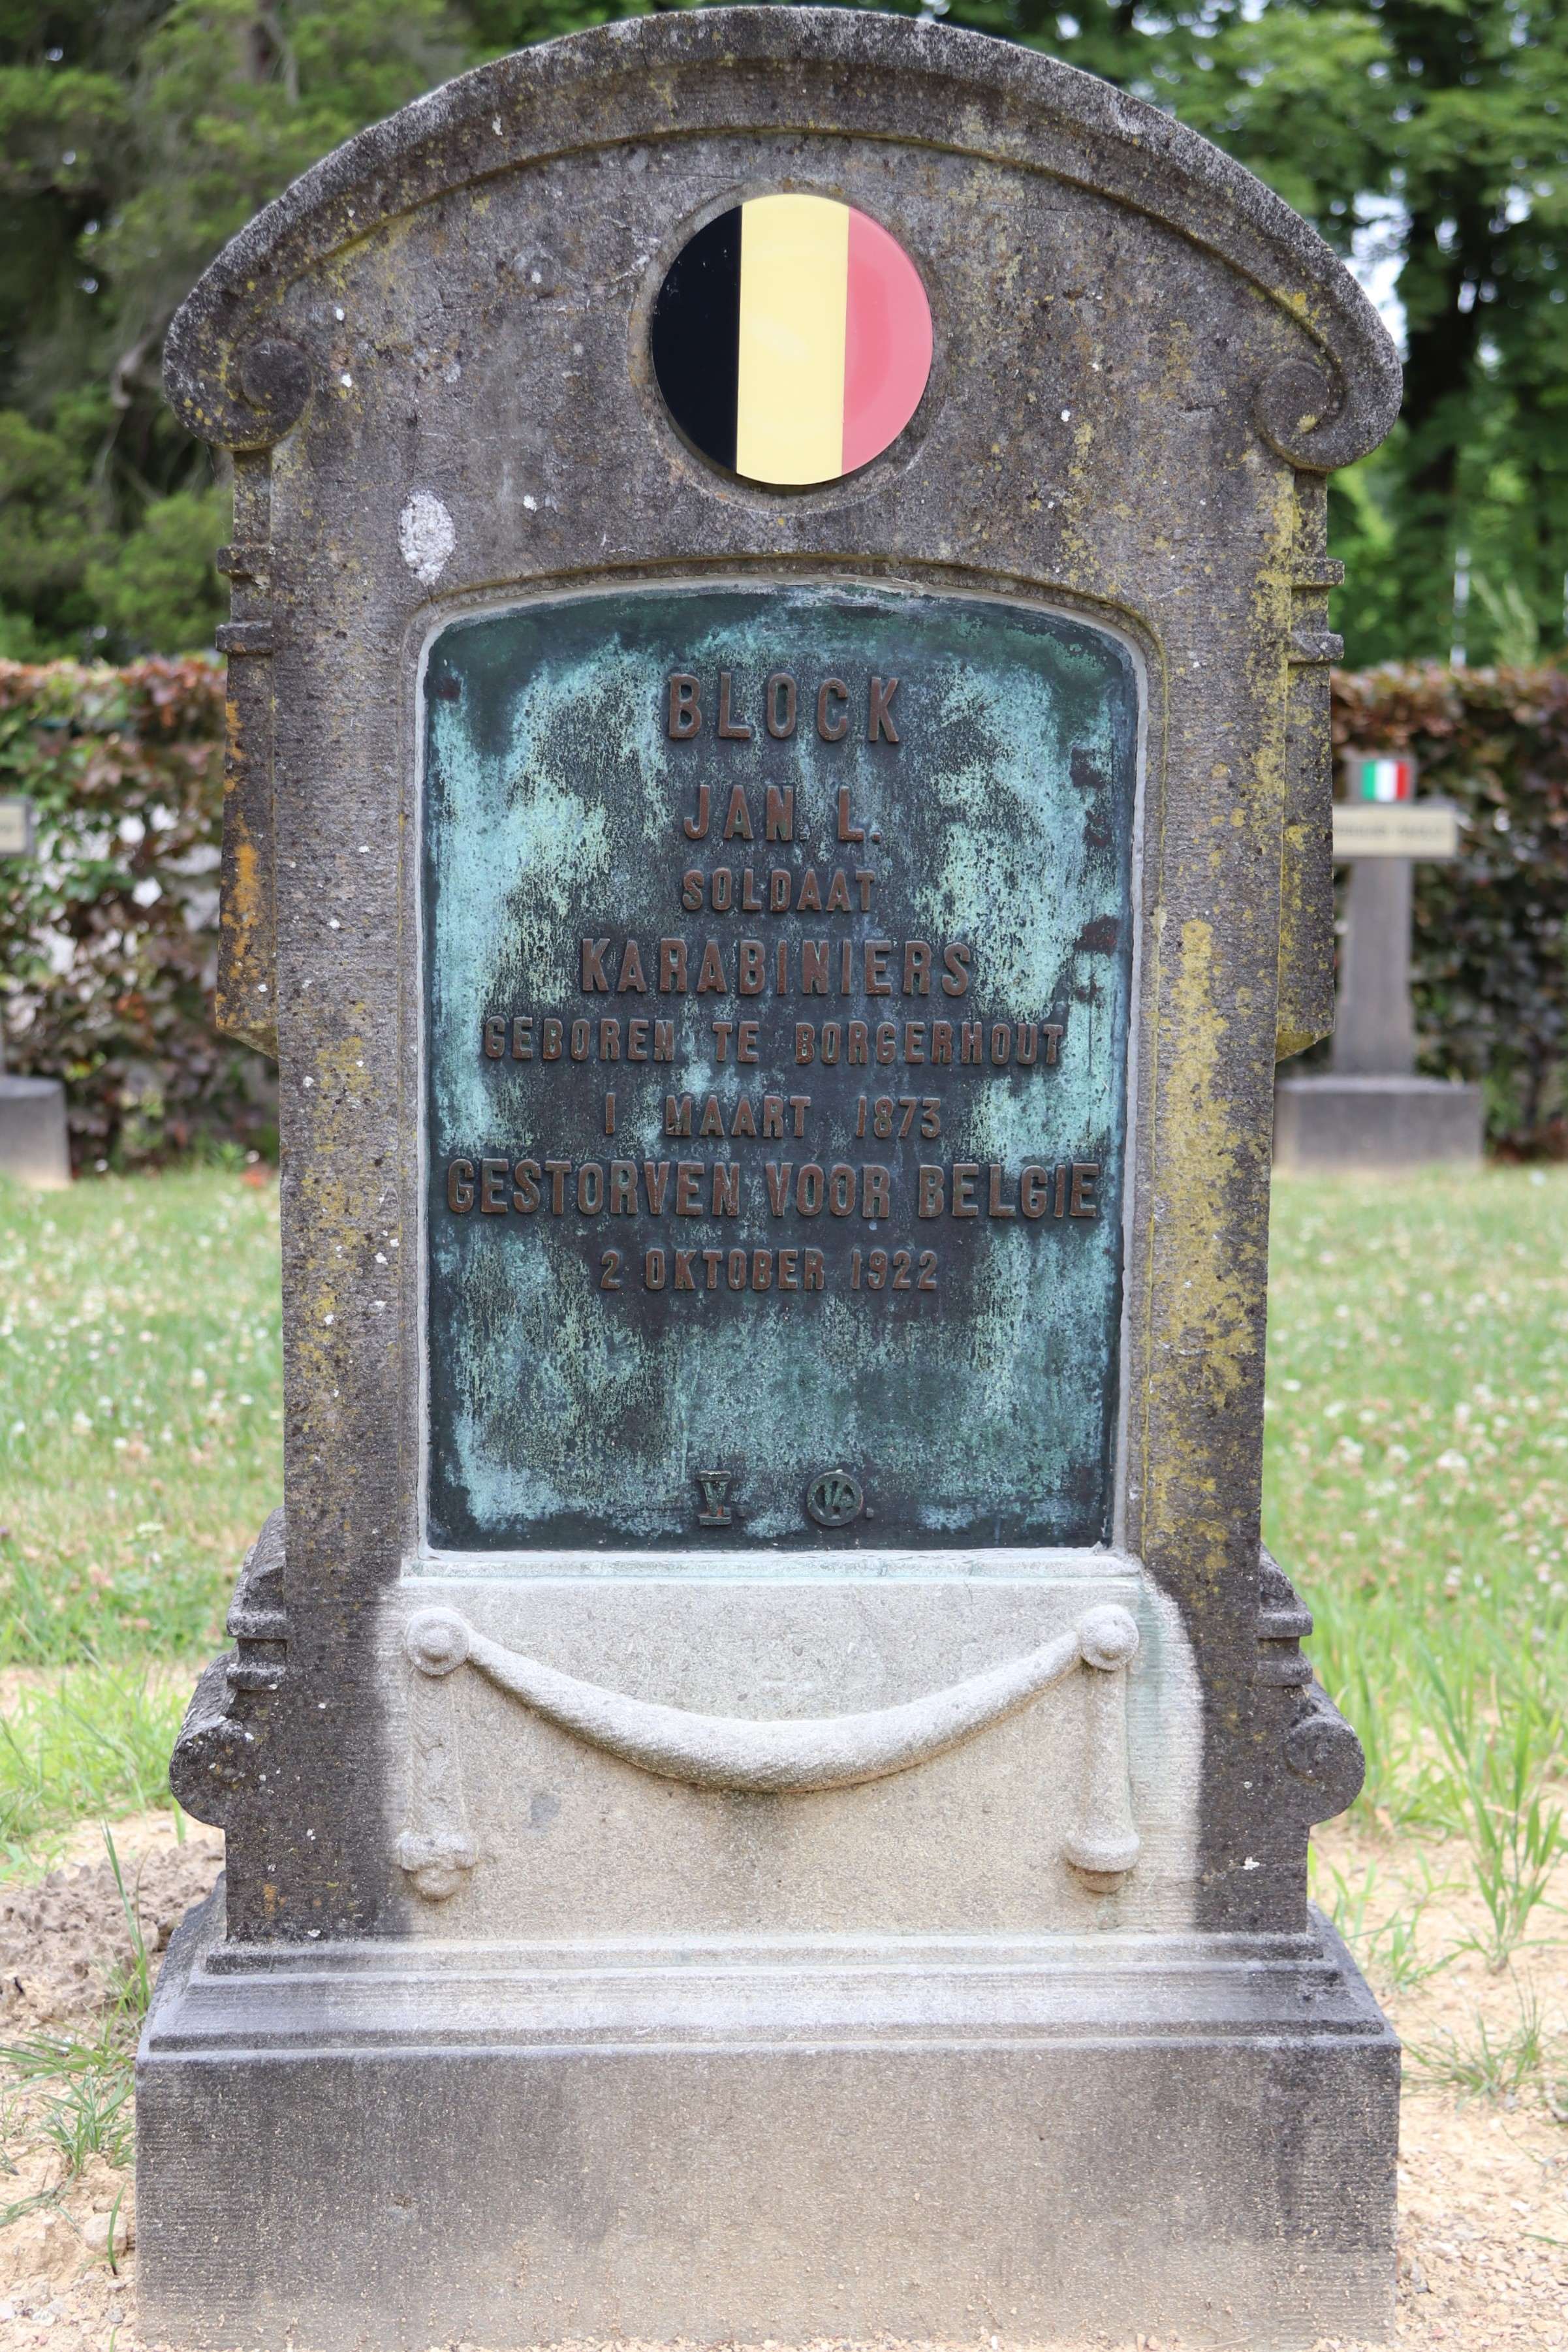 BLOCK
JAN L.
SOLDAAT
KARABINIERS
GEBOREN TE BORGERHOUT
1 MAART 1873
GESTORVEN VOOR BELGIE
2 OKTOBER 1922
V.